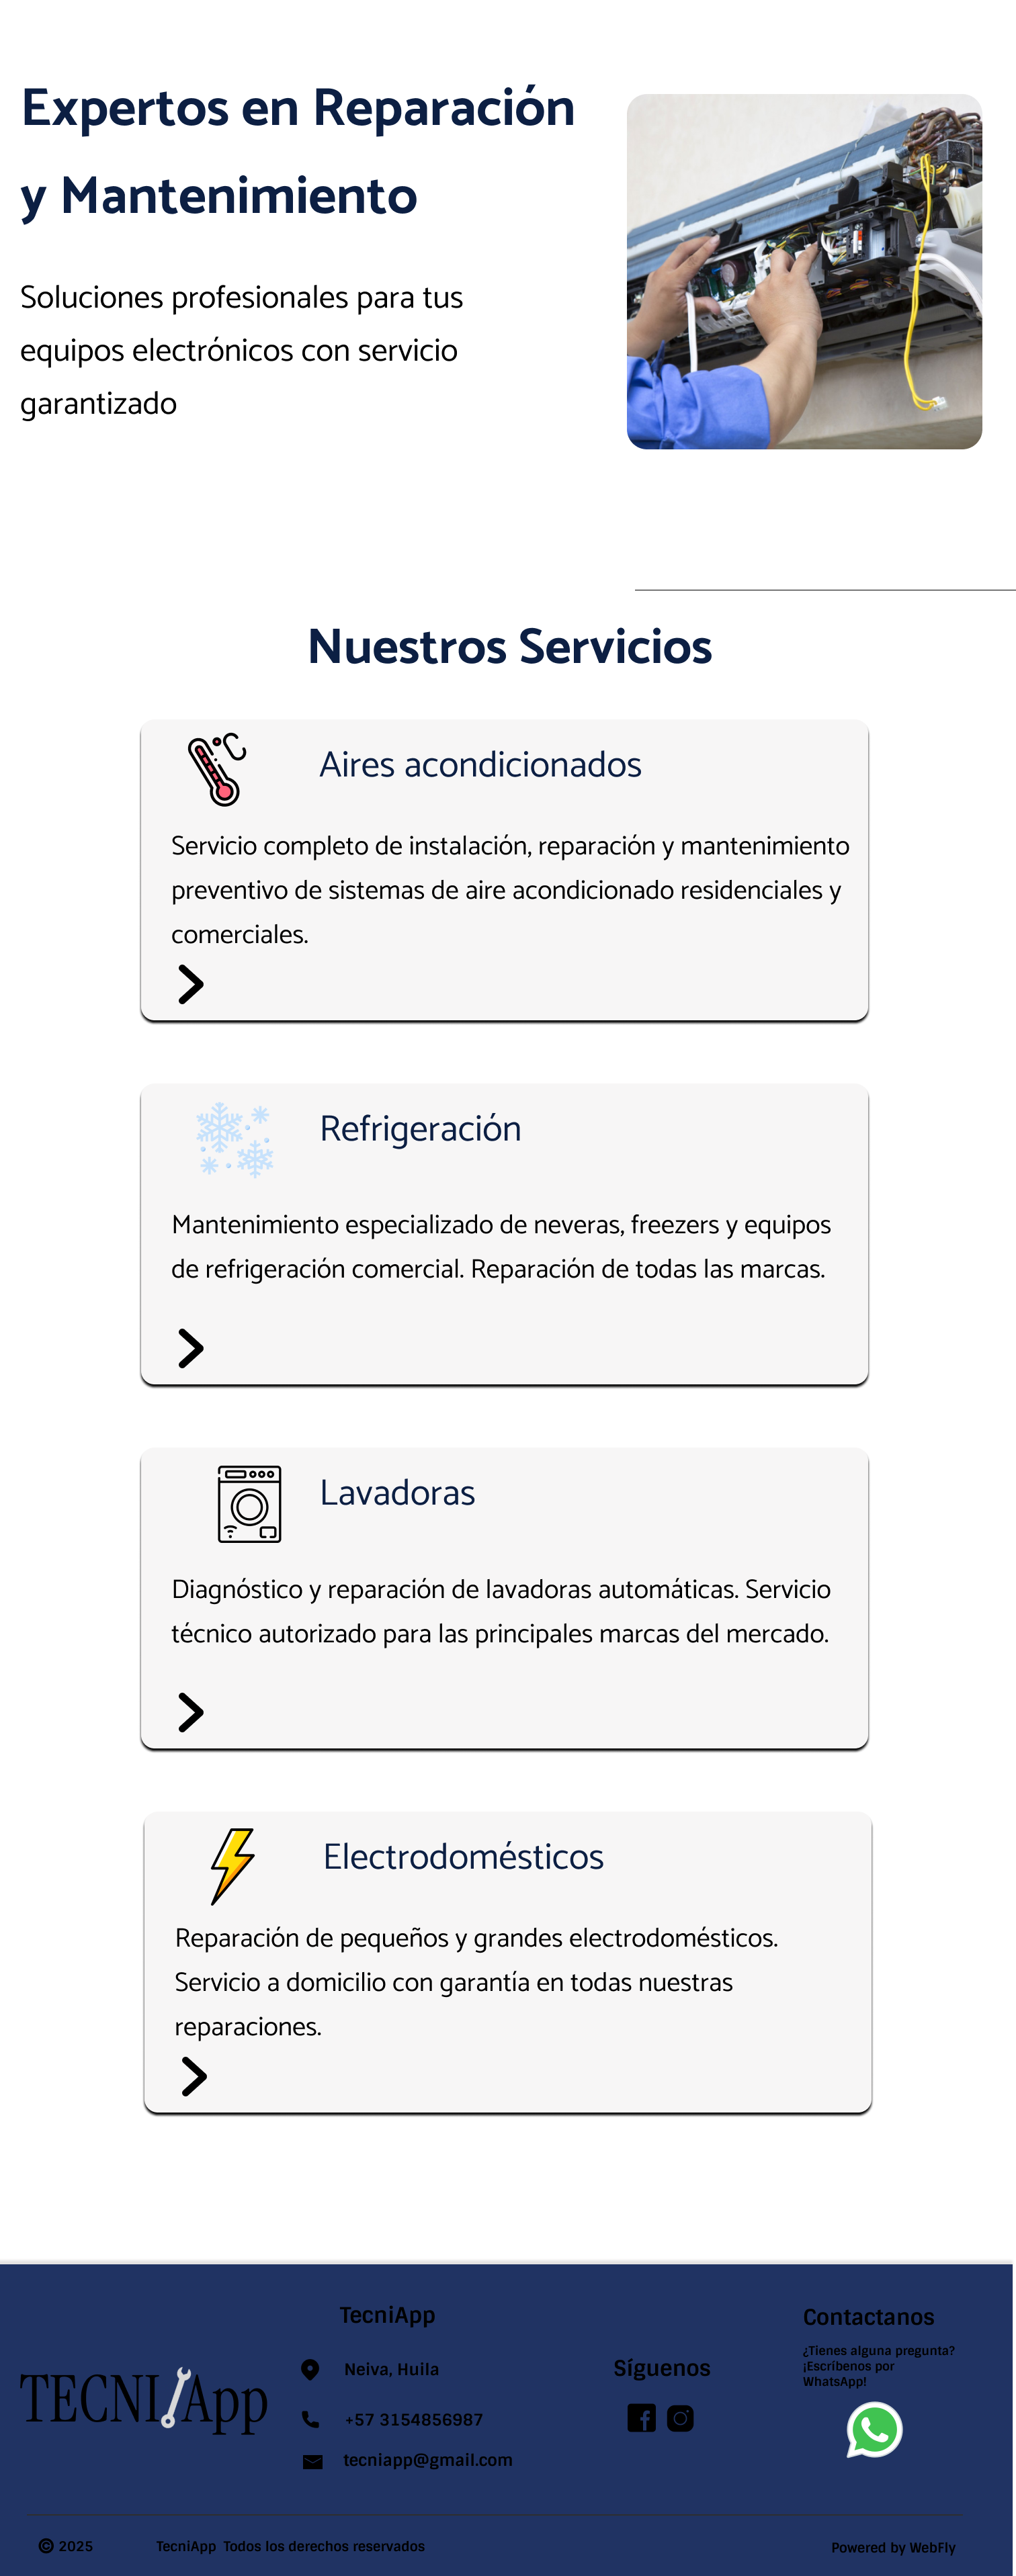 Expertos en Reparación
y Mantenimiento
Soluciones profesionales para tus
equipos electrónicos con servicio
garantizado
Nuestros Servicios
Aires acondicionados
Servicio completo de instalación, reparación y mantenimiento
preventivo de sistemas de aire acondicionado residenciales y
comerciales.
Refrigeración
Mantenimiento especializado de neveras, freezers y equipos
de refrigeración comercial. Reparación de todas las marcas.
Lavadoras
Diagnóstico y reparación de lavadoras automáticas. Servicio
técnico autorizado para las principales marcas del mercado.
Electrodomésticos
Reparación de pequeños y grandes electrodomésticos.
Servicio a domicilio con garantía en todas nuestras
reparaciones.
TECNI App
TecniApp
Neiva, Huila
+57 3154856987
tecniapp@gmail.com
Síguenos
Contactanos
¿Tienes alguna pregunta?
¡Escríbenos por
WhatsApp!
© 2025
TecniApp Todos los derechos reservados
Powered by WebFly